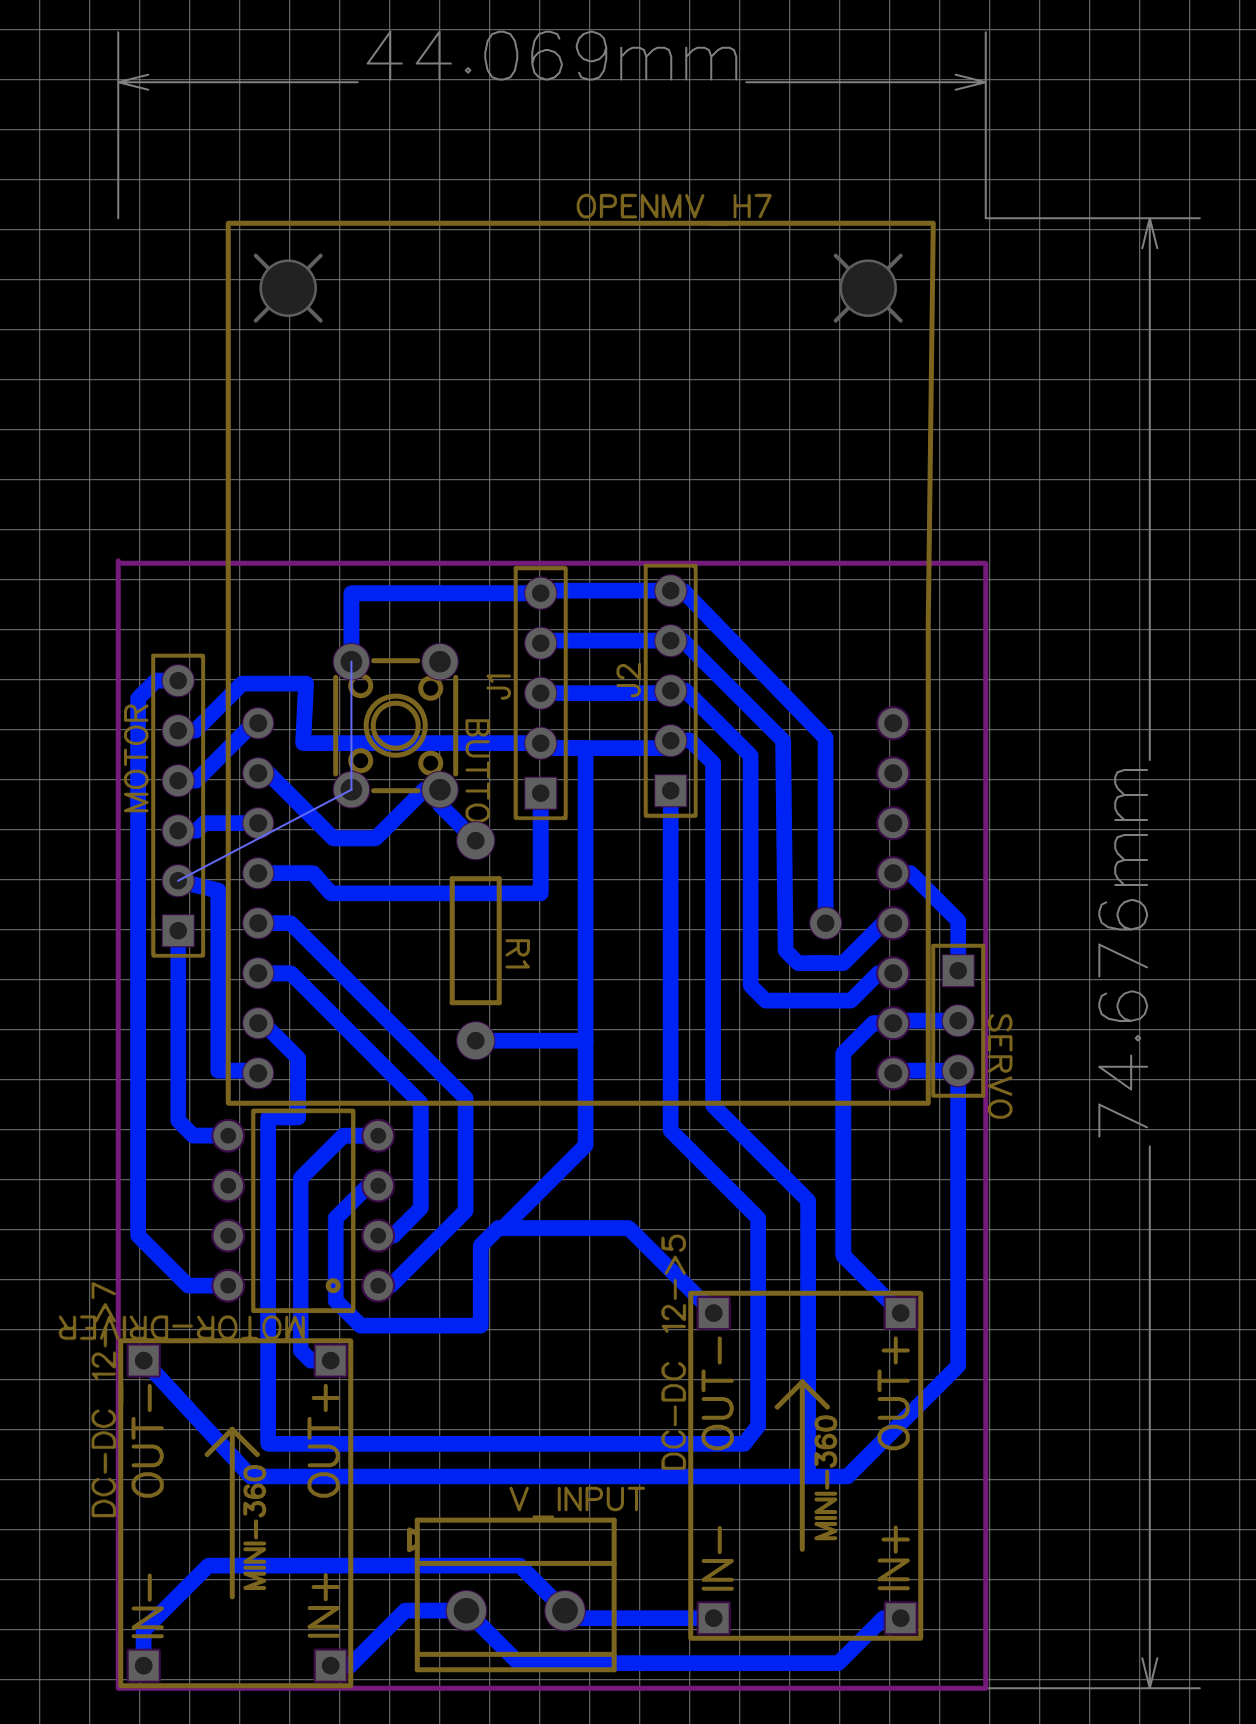 44.069mm
OPENMV H7
MOTOR
J1
J2
BUTTO
R1
74.676mm
SERVO
MOTOR-DRIVER
DC-DC 12->7
DC-DC 12->5
OUT-
OUT+
MINI-360
IN-
IN+
OUT-
OUT+
MINI-360
IN-
IN+
V_INPUT